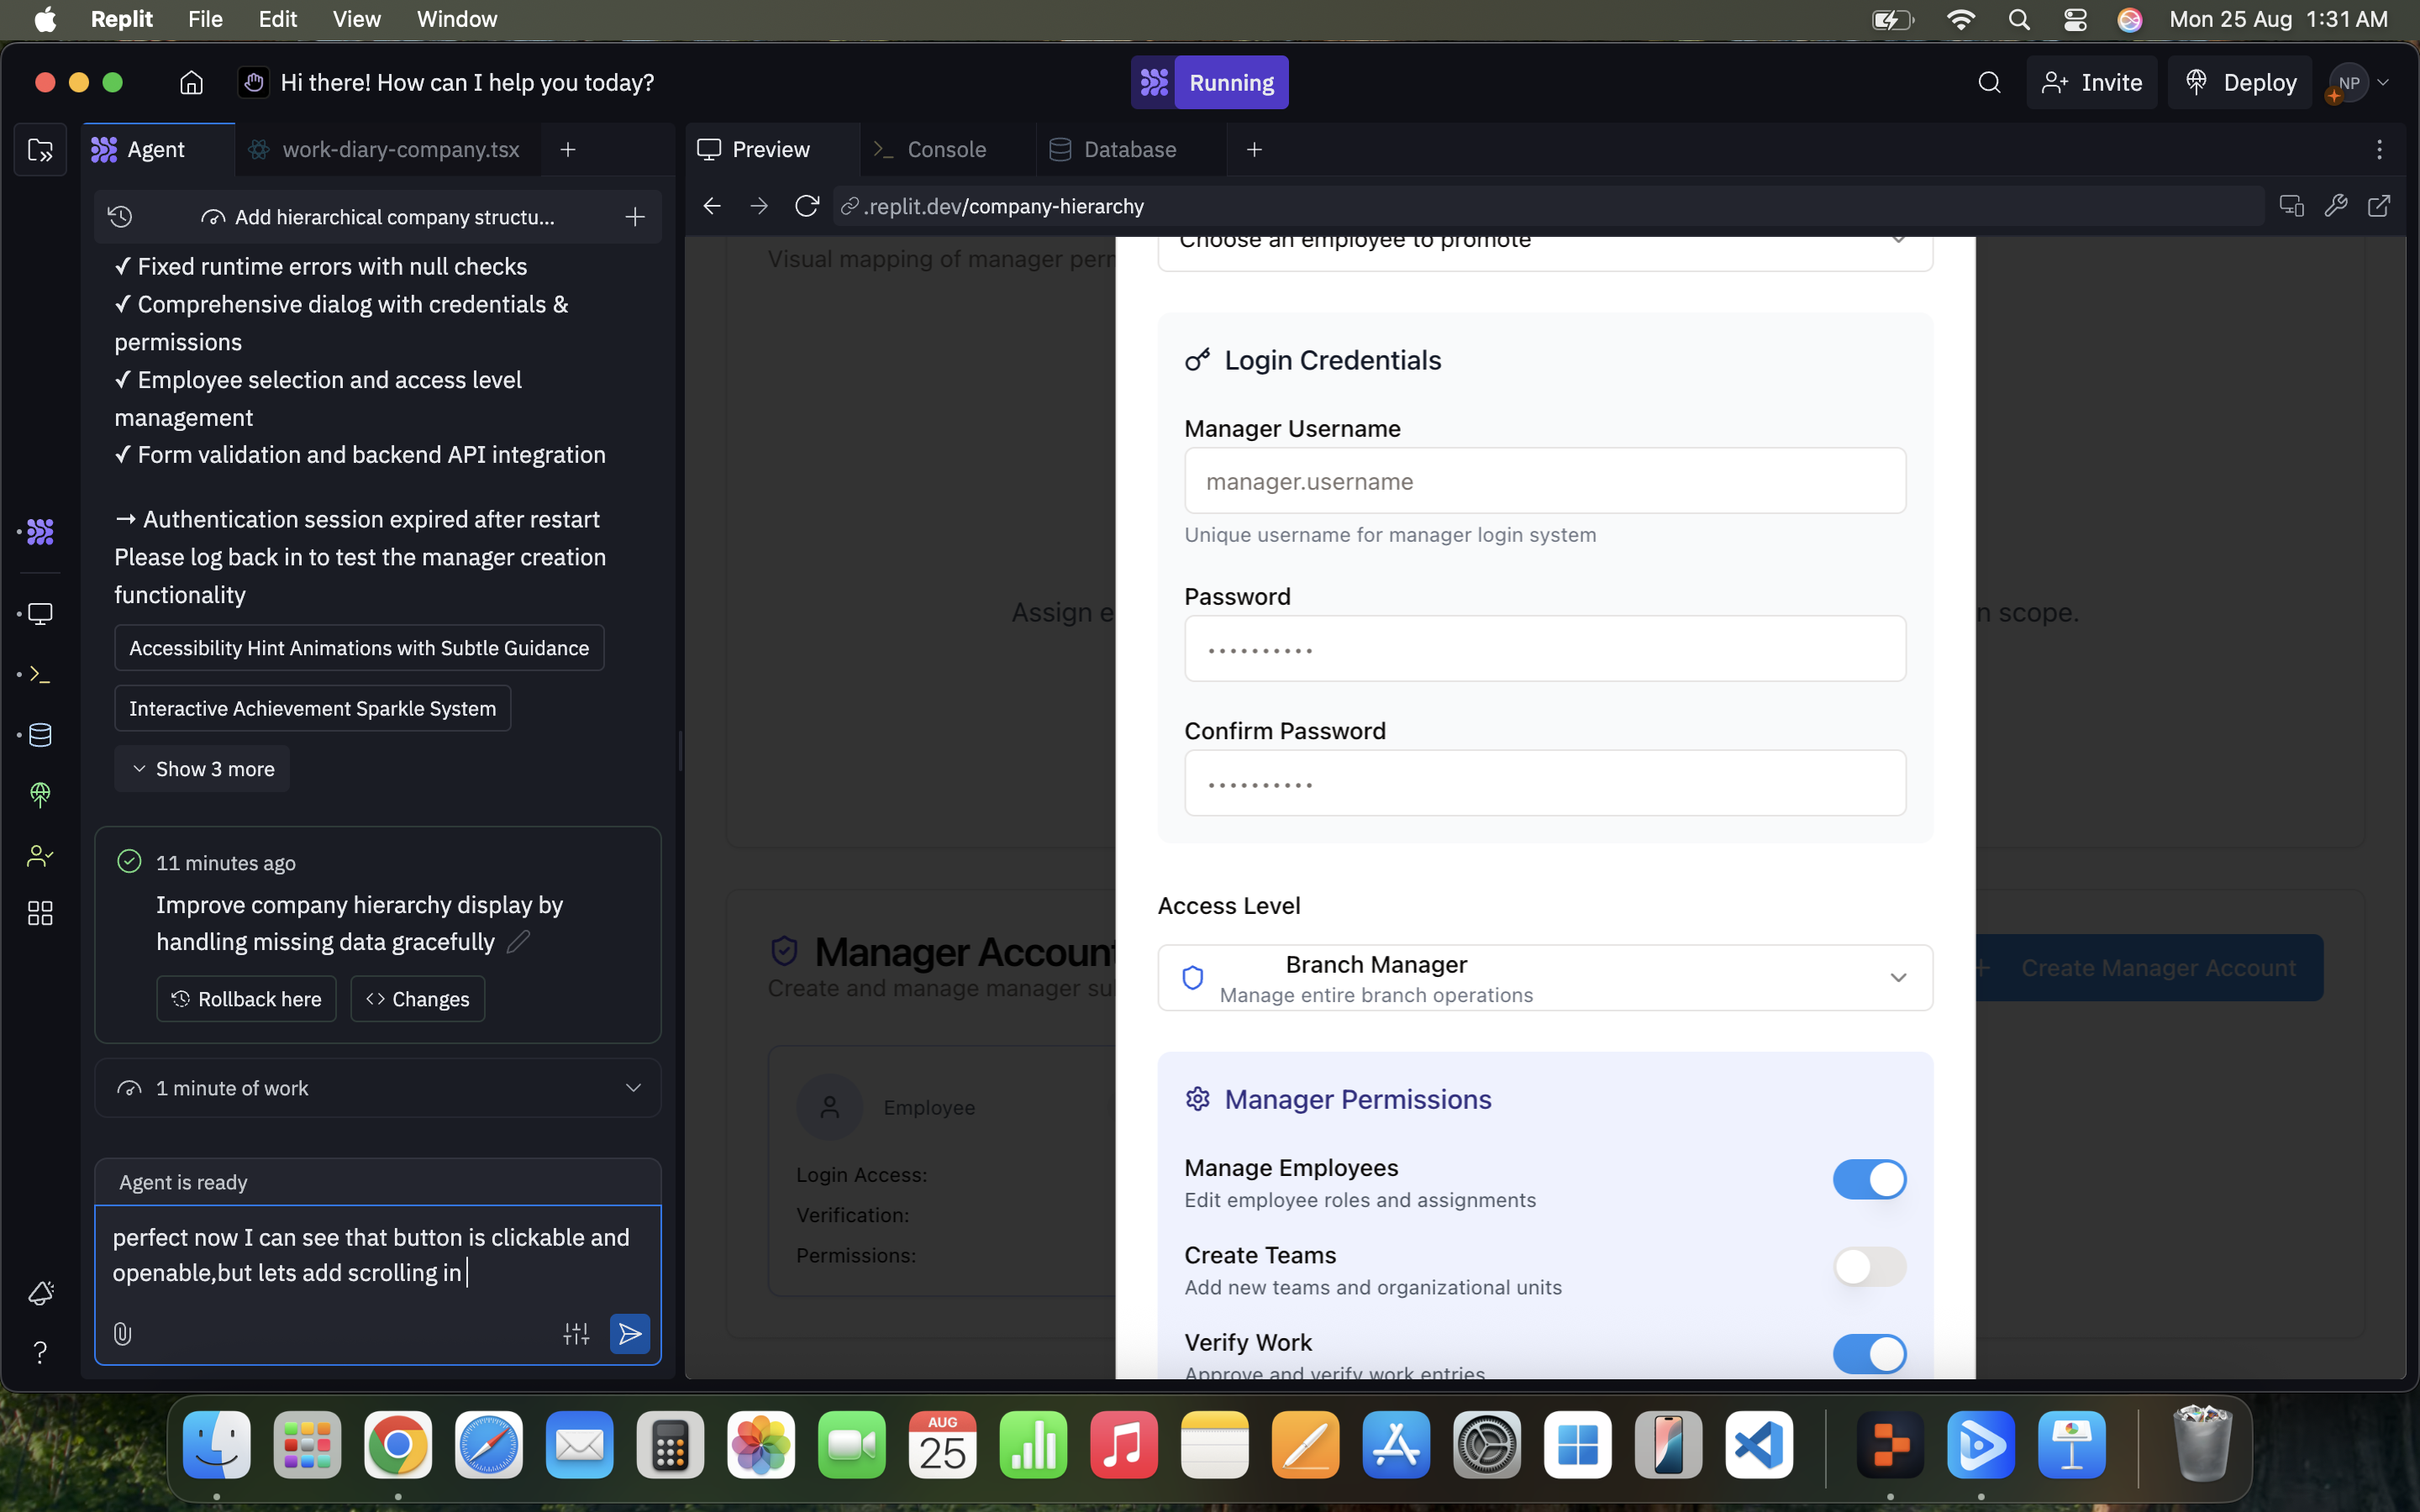 Replit File Edit View Window Mon 25 Aug 1:31 AM
Hi there! How can I help you today?
Running
Invite
Deploy
NP
Agent
work-diary-company.tsx
Preview
Console
Database
Add hierarchical company structu...
.replit.dev/company-hierarchy
✓ Fixed runtime errors with null checks
✓ Comprehensive dialog with credentials &
permissions
✓ Employee selection and access level
management
✓ Form validation and backend API integration
→ Authentication session expired after restart
Please log back in to test the manager creation
functionality
Accessibility Hint Animations with Subtle Guidance
Interactive Achievement Sparkle System
Show 3 more
11 minutes ago
Improve company hierarchy display by
handling missing data gracefully
Rollback here
Changes
1 minute of work
Agent is ready
perfect now I can see that button is clickable and
openable,but lets add scrolling in
Visual mapping of manager perr
Assign e
n scope.
Manager Account
Create and manage manager su
Create Manager Account
Employee
Login Access:
Verification:
Permissions:
Choose an employee to promote
Login Credentials
Manager Username
manager.username
Unique username for manager login system
Password
••••••••••
Confirm Password
••••••••••
Access Level
Branch Manager
Manage entire branch operations
Manager Permissions
Manage Employees
Edit employee roles and assignments
Create Teams
Add new teams and organizational units
Verify Work
Approve and verify work entries
AUG
25